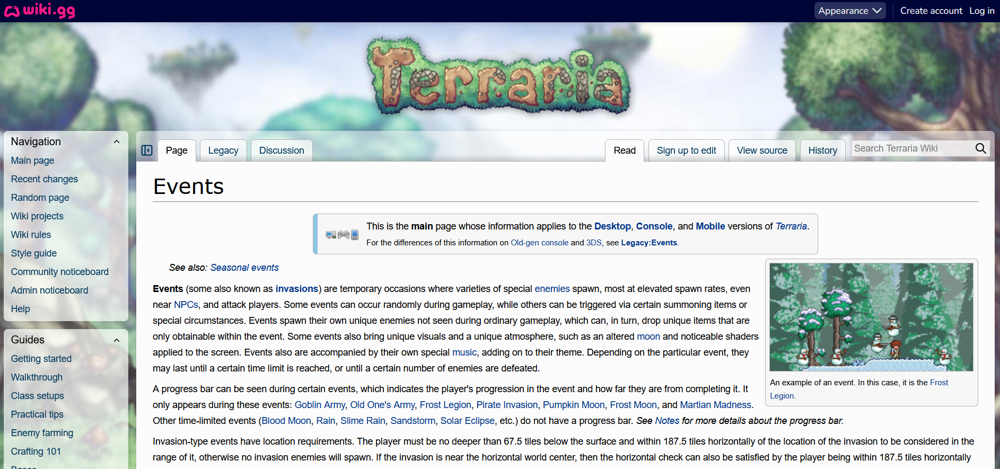 wiki.gg
Appearance
Create account
Log in
Terraria
Navigation
Main page
Recent changes
Random page
Wiki projects
Wiki rules
Style guide
Community noticeboard
Admin noticeboard
Help
Guides
Getting started
Walkthrough
Class setups
Practical tips
Enemy farming
Crafting 101
Page
Legacy
Discussion
Read
Sign up to edit
View source
History
Search Terraria Wiki
Events
This is the main page whose information applies to the Desktop, Console, and Mobile versions of Terraria.
For the differences of this information on Old-gen console and 3DS, see Legacy:Events.
See also: Seasonal events
Events (some also known as invasions) are temporary occasions where varieties of special enemies spawn, most at elevated spawn rates, even
near NPCs, and attack players. Some events can occur randomly during gameplay, while others can be triggered via certain summoning items or
special circumstances. Events spawn their own unique enemies not seen during ordinary gameplay, which can, in turn, drop unique items that are
only obtainable within the event. Some events also bring unique visuals and a unique atmosphere, such as an altered moon and noticeable shaders
applied to the screen. Events also are accompanied by their own special music, adding on to their theme. Depending on the particular event, they
may last until a certain time limit is reached, or until a certain number of enemies are defeated.
An example of an event. In this case, it is the Frost
Legion.
A progress bar can be seen during certain events, which indicates the player's progression in the event and how far they are from completing it. It
only appears during these events: Goblin Army, Old One's Army, Frost Legion, Pirate Invasion, Pumpkin Moon, Frost Moon, and Martian Madness.
Other time-limited events (Blood Moon, Rain, Slime Rain, Sandstorm, Solar Eclipse, etc.) do not have a progress bar. See Notes for more details about the progress bar.
Invasion-type events have location requirements. The player must be no deeper than 67.5 tiles below the surface and within 187.5 tiles horizontally of the location of the invasion to be considered in the
range of it, otherwise no invasion enemies will spawn. If the invasion is near the horizontal world center, then the horizontal check can also be satisfied by the player being within 187.5 tiles horizontally